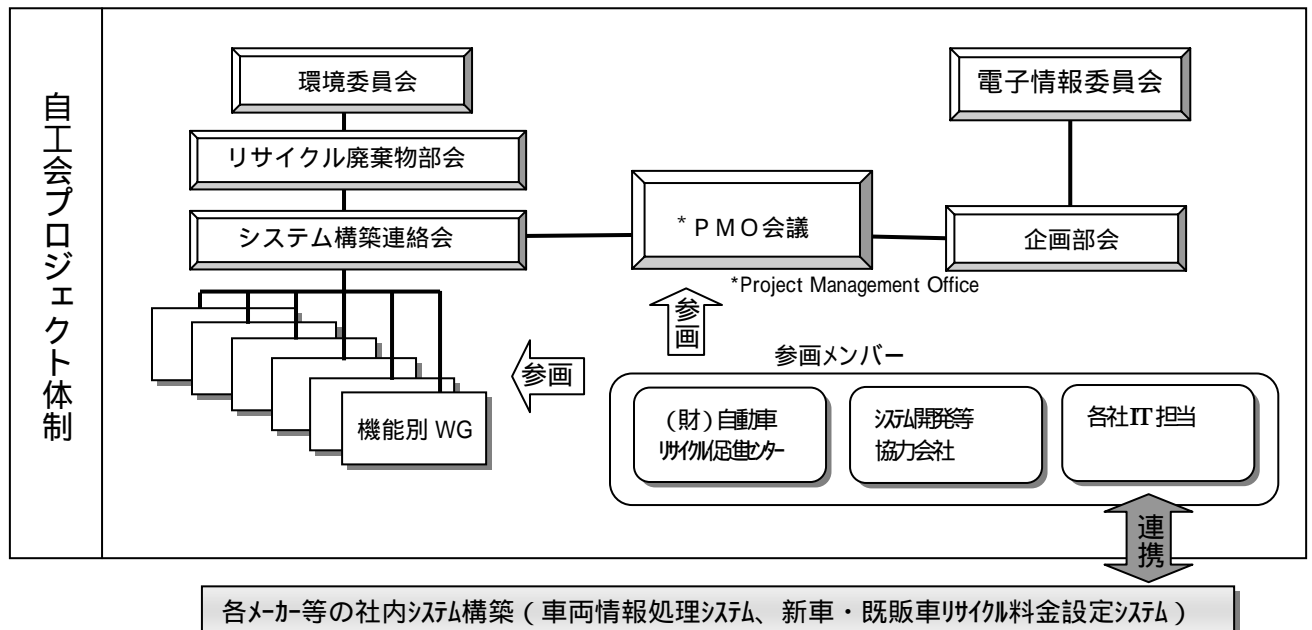 自工会プロジェクト体制
環境委員会
電子情報委員会
リサイクル廃棄物部会
システム構築連絡会
*ＰＭＯ会議
企画部会
*Project Management Office
参画
参画
参画メンバー
機能別 WG
（財）自動車
ﾘｻｲｸﾙ促進ｾﾝﾀｰ
ｼｽﾃﾑ開発等
協力会社
各社IT 担当
連携
各ﾒｰｶｰ等の社内ｼｽﾃﾑ構築（車両情報処理ｼｽﾃﾑ、新車・既販車ﾘｻｲｸﾙ料金設定ｼｽﾃﾑ）